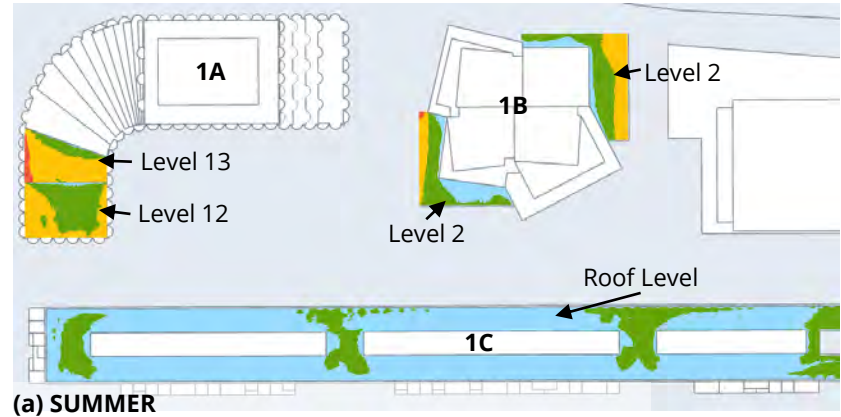 1A
1B
Level 2
Level 13
Level 12
Level 2
Roof Level
1C
(a) SUMMER